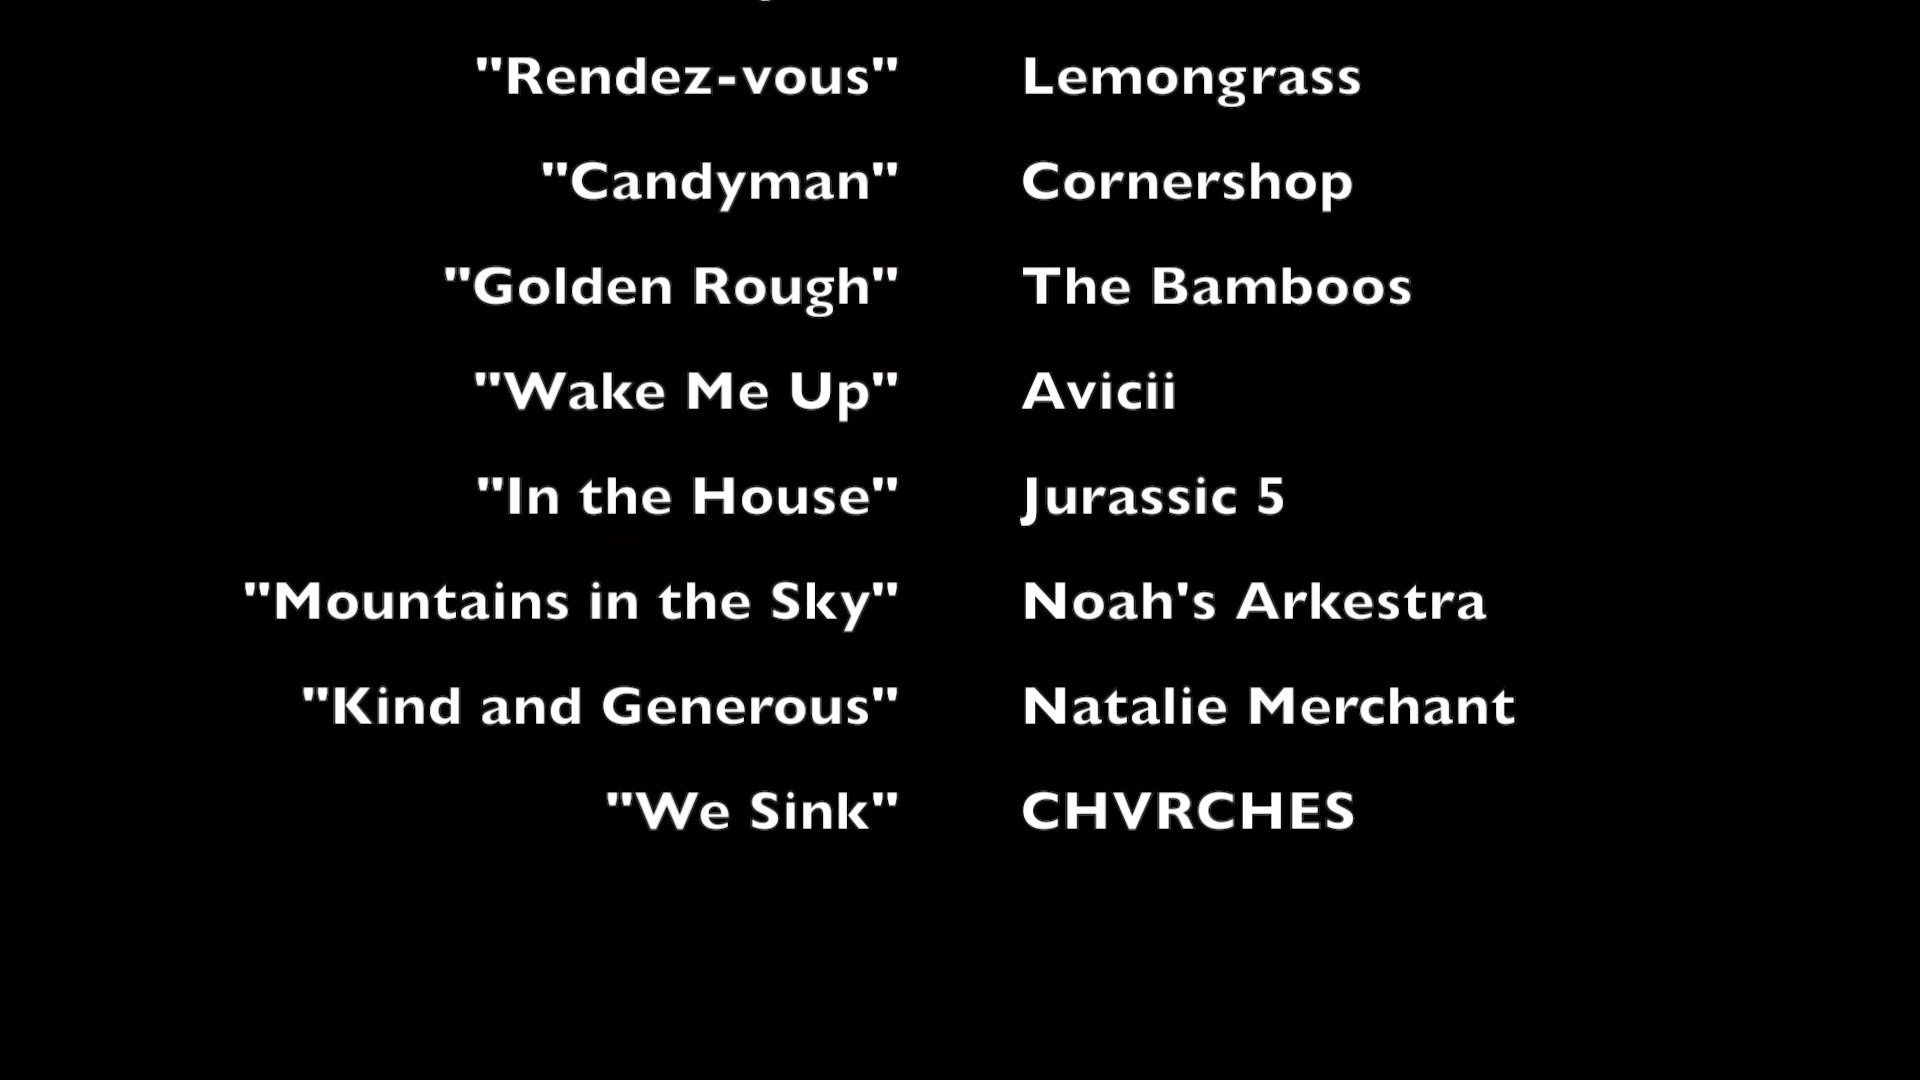 "Rendez-vous" Lemongrass
"Candyman" Cornershop
"Golden Rough" The Bamboos
"Wake Me Up" Avicii
"In the House" Jurassic 5
"Mountains in the Sky" Noah's Arkestra
"Kind and Generous" Natalie Merchant
"We Sink" CHVRCHES